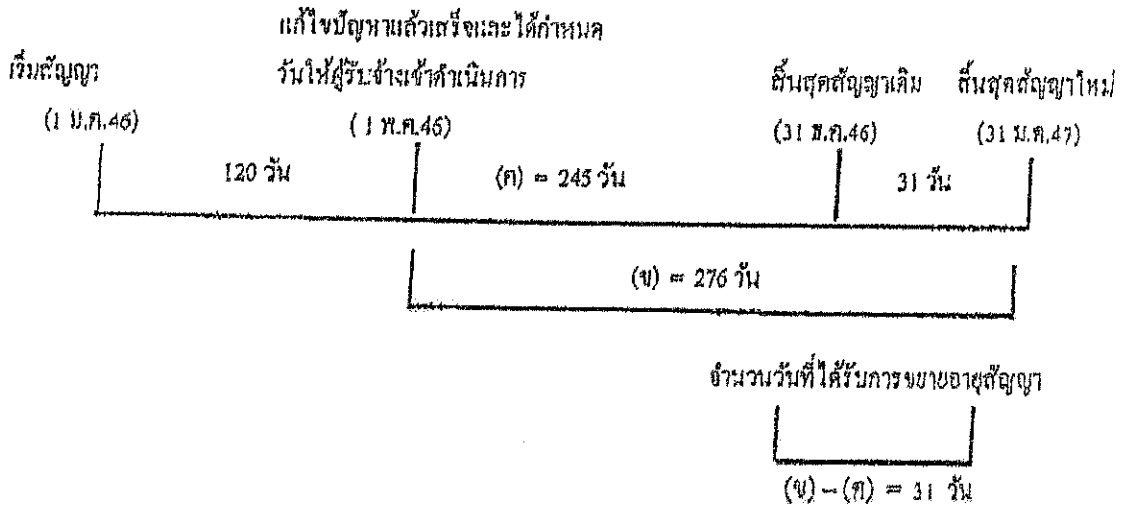 แก้ไขปัญหาแล้วเสร็จและได้กำหนด
เริ่มสัญญา วันให้ผู้รับจ้างเข้าดำเนินการ สิ้นสุดสัญญาเดิม สิ้นสุดสัญญาใหม่
(1 ม.ค.46) (1 พ.ค.46) (31 ธ.ค.46) (31 ม.ค.47)
120 วัน (ค) = 245 วัน 31 วัน
(ข) = 276 วัน
จำนวนวันที่ได้รับการขยายอายุสัญญา
(ข) – (ค) = 31 วัน